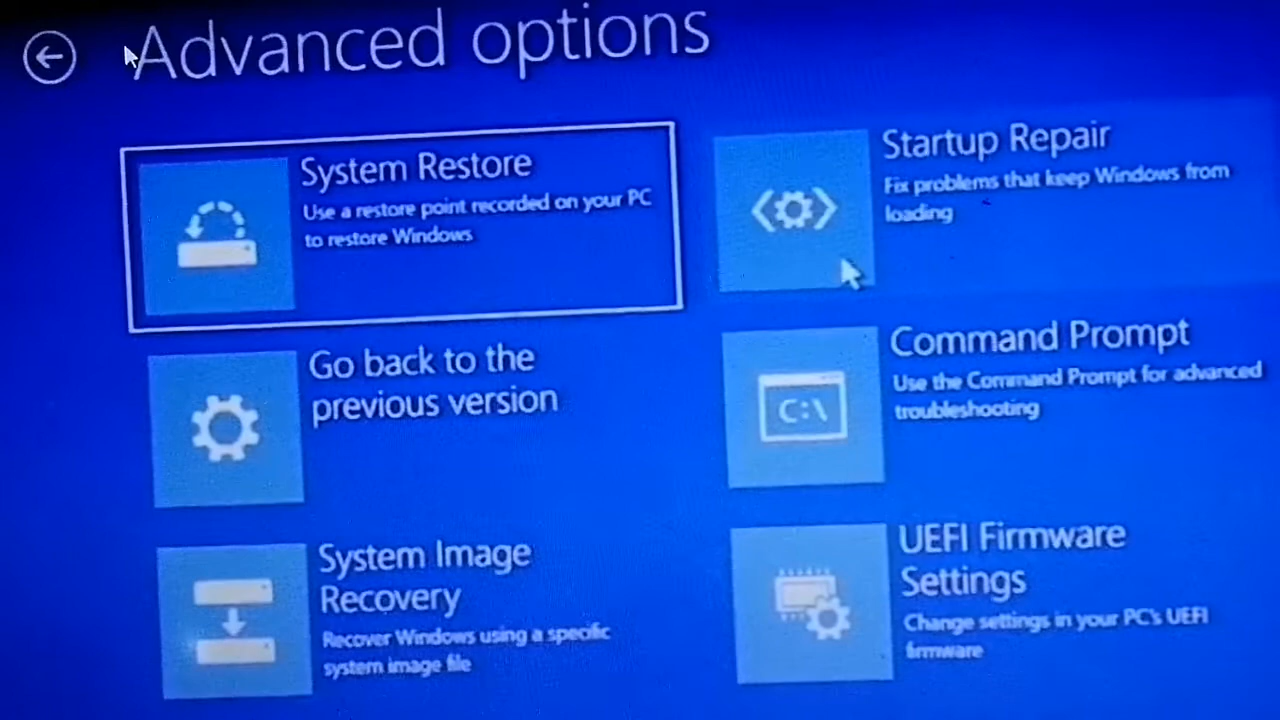 Advanced options
System Restore
Use a restore point recorded on your PC
to restore Windows
Startup Repair
Fix problems that keep Windows from
loading
Go back to the
previous version
Command Prompt
Use the Command Prompt for advanced
troubleshooting
C:\
System Image
Recovery
Recover Windows using a specific
system image file
UEFI Firmware
Settings
Change settings in your PC's UEFI
firmware